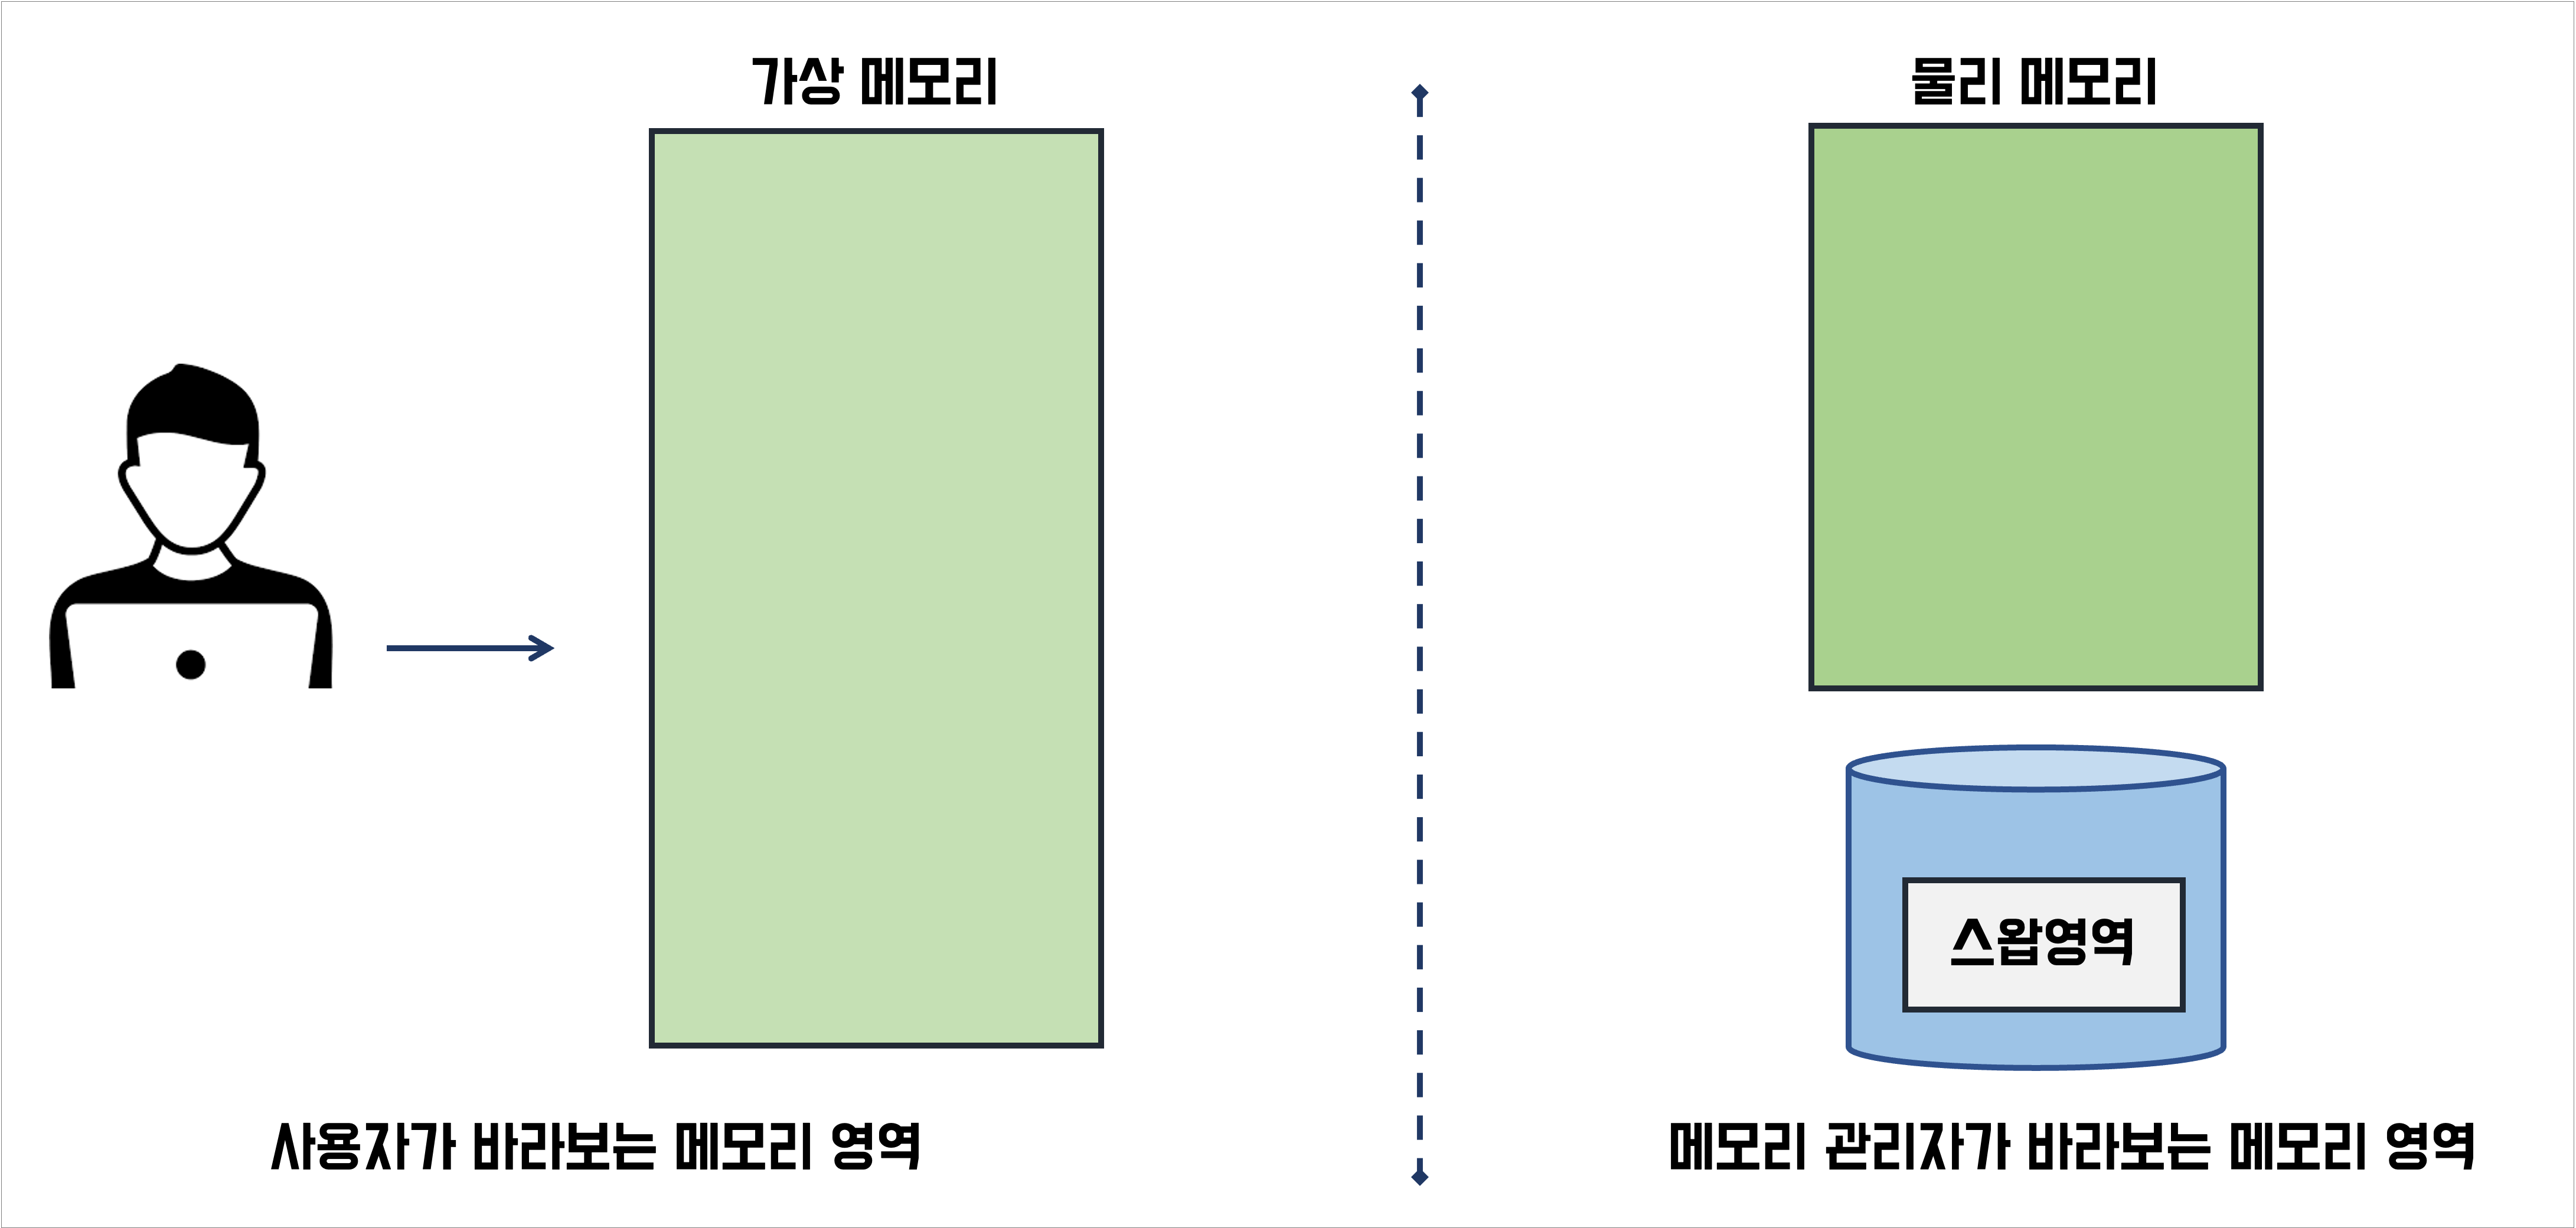 가상 메모리
물리 메모리
스왑영역
사용자가 바라보는 메모리 영역
메모리 관리자가 바라보는 메모리 영역